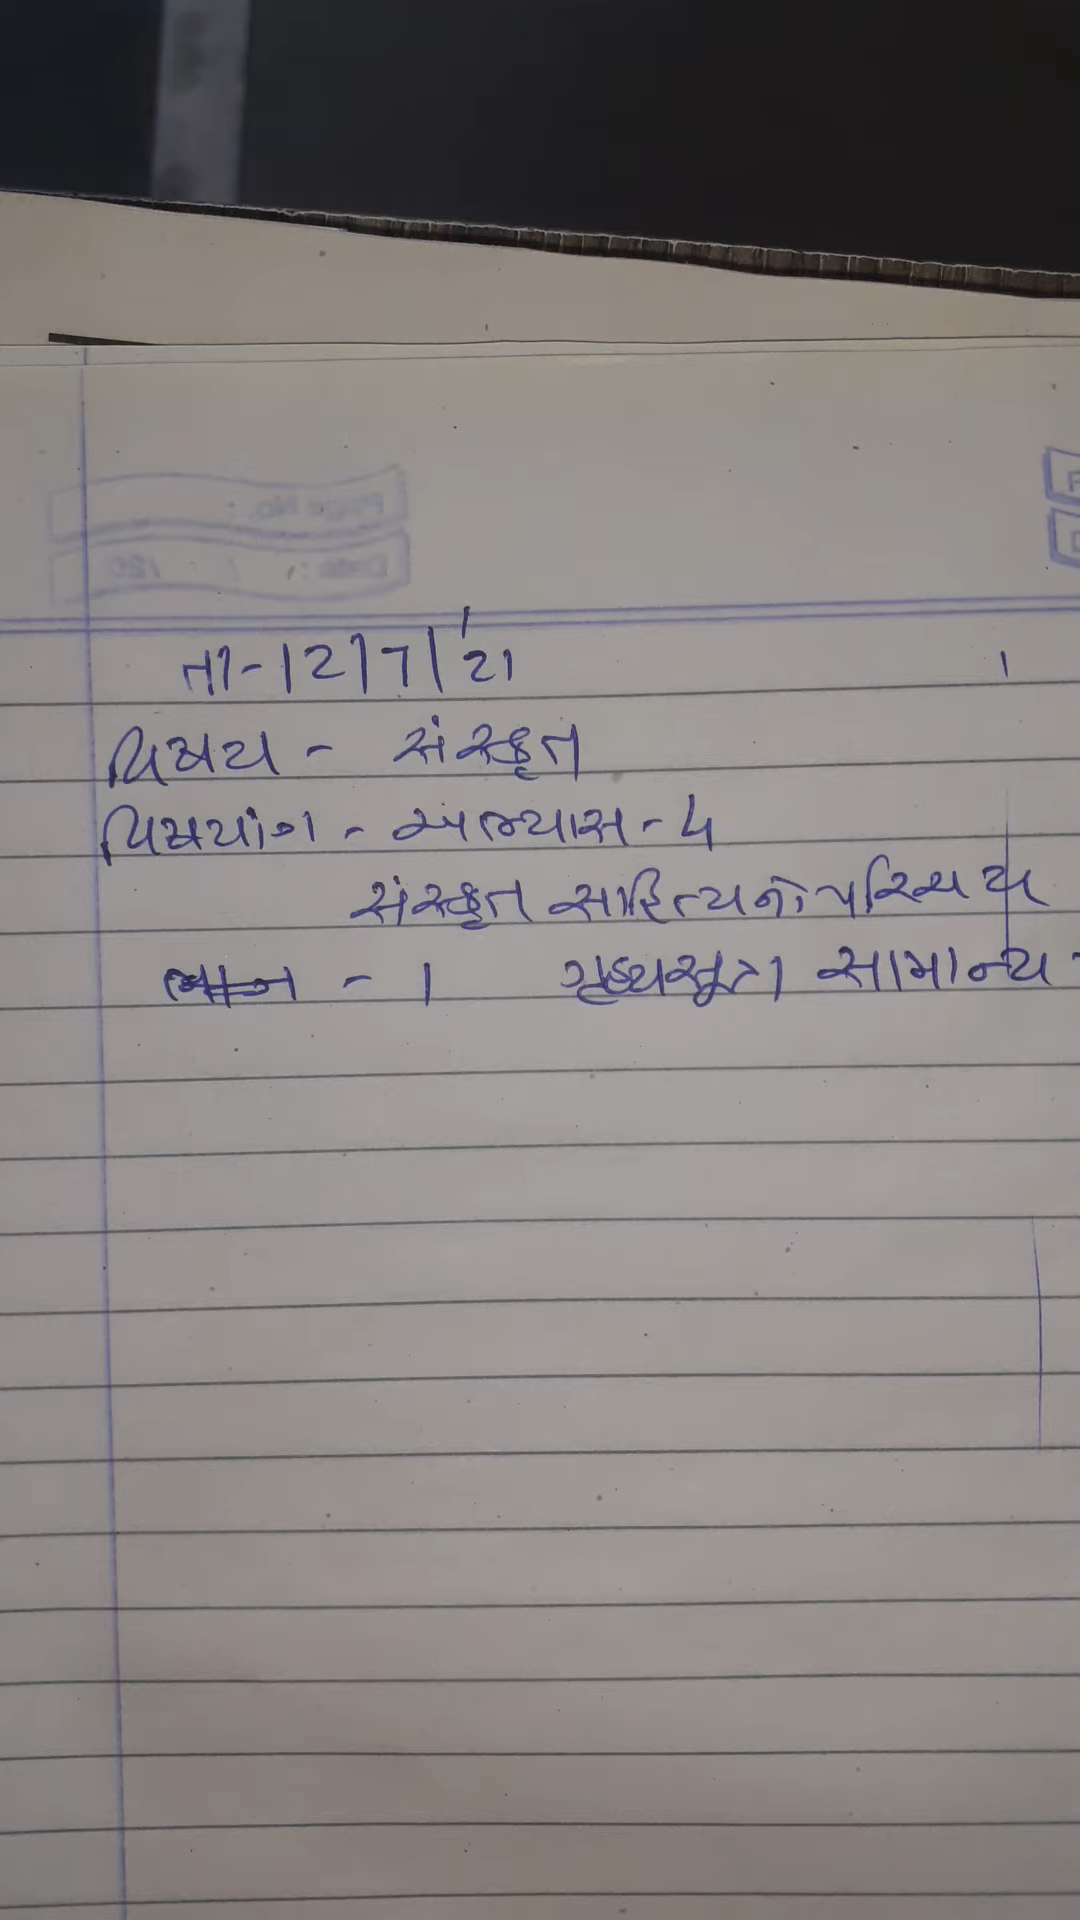 તા-12/7/21
વિષય - સંસ્કૃત
વિષયાંગ - અભ્યાસ-4
સંસ્કૃત સાહિત્યનો પરિચય
- 1 ગૃહ્યસૂત્ર સામાન્ય